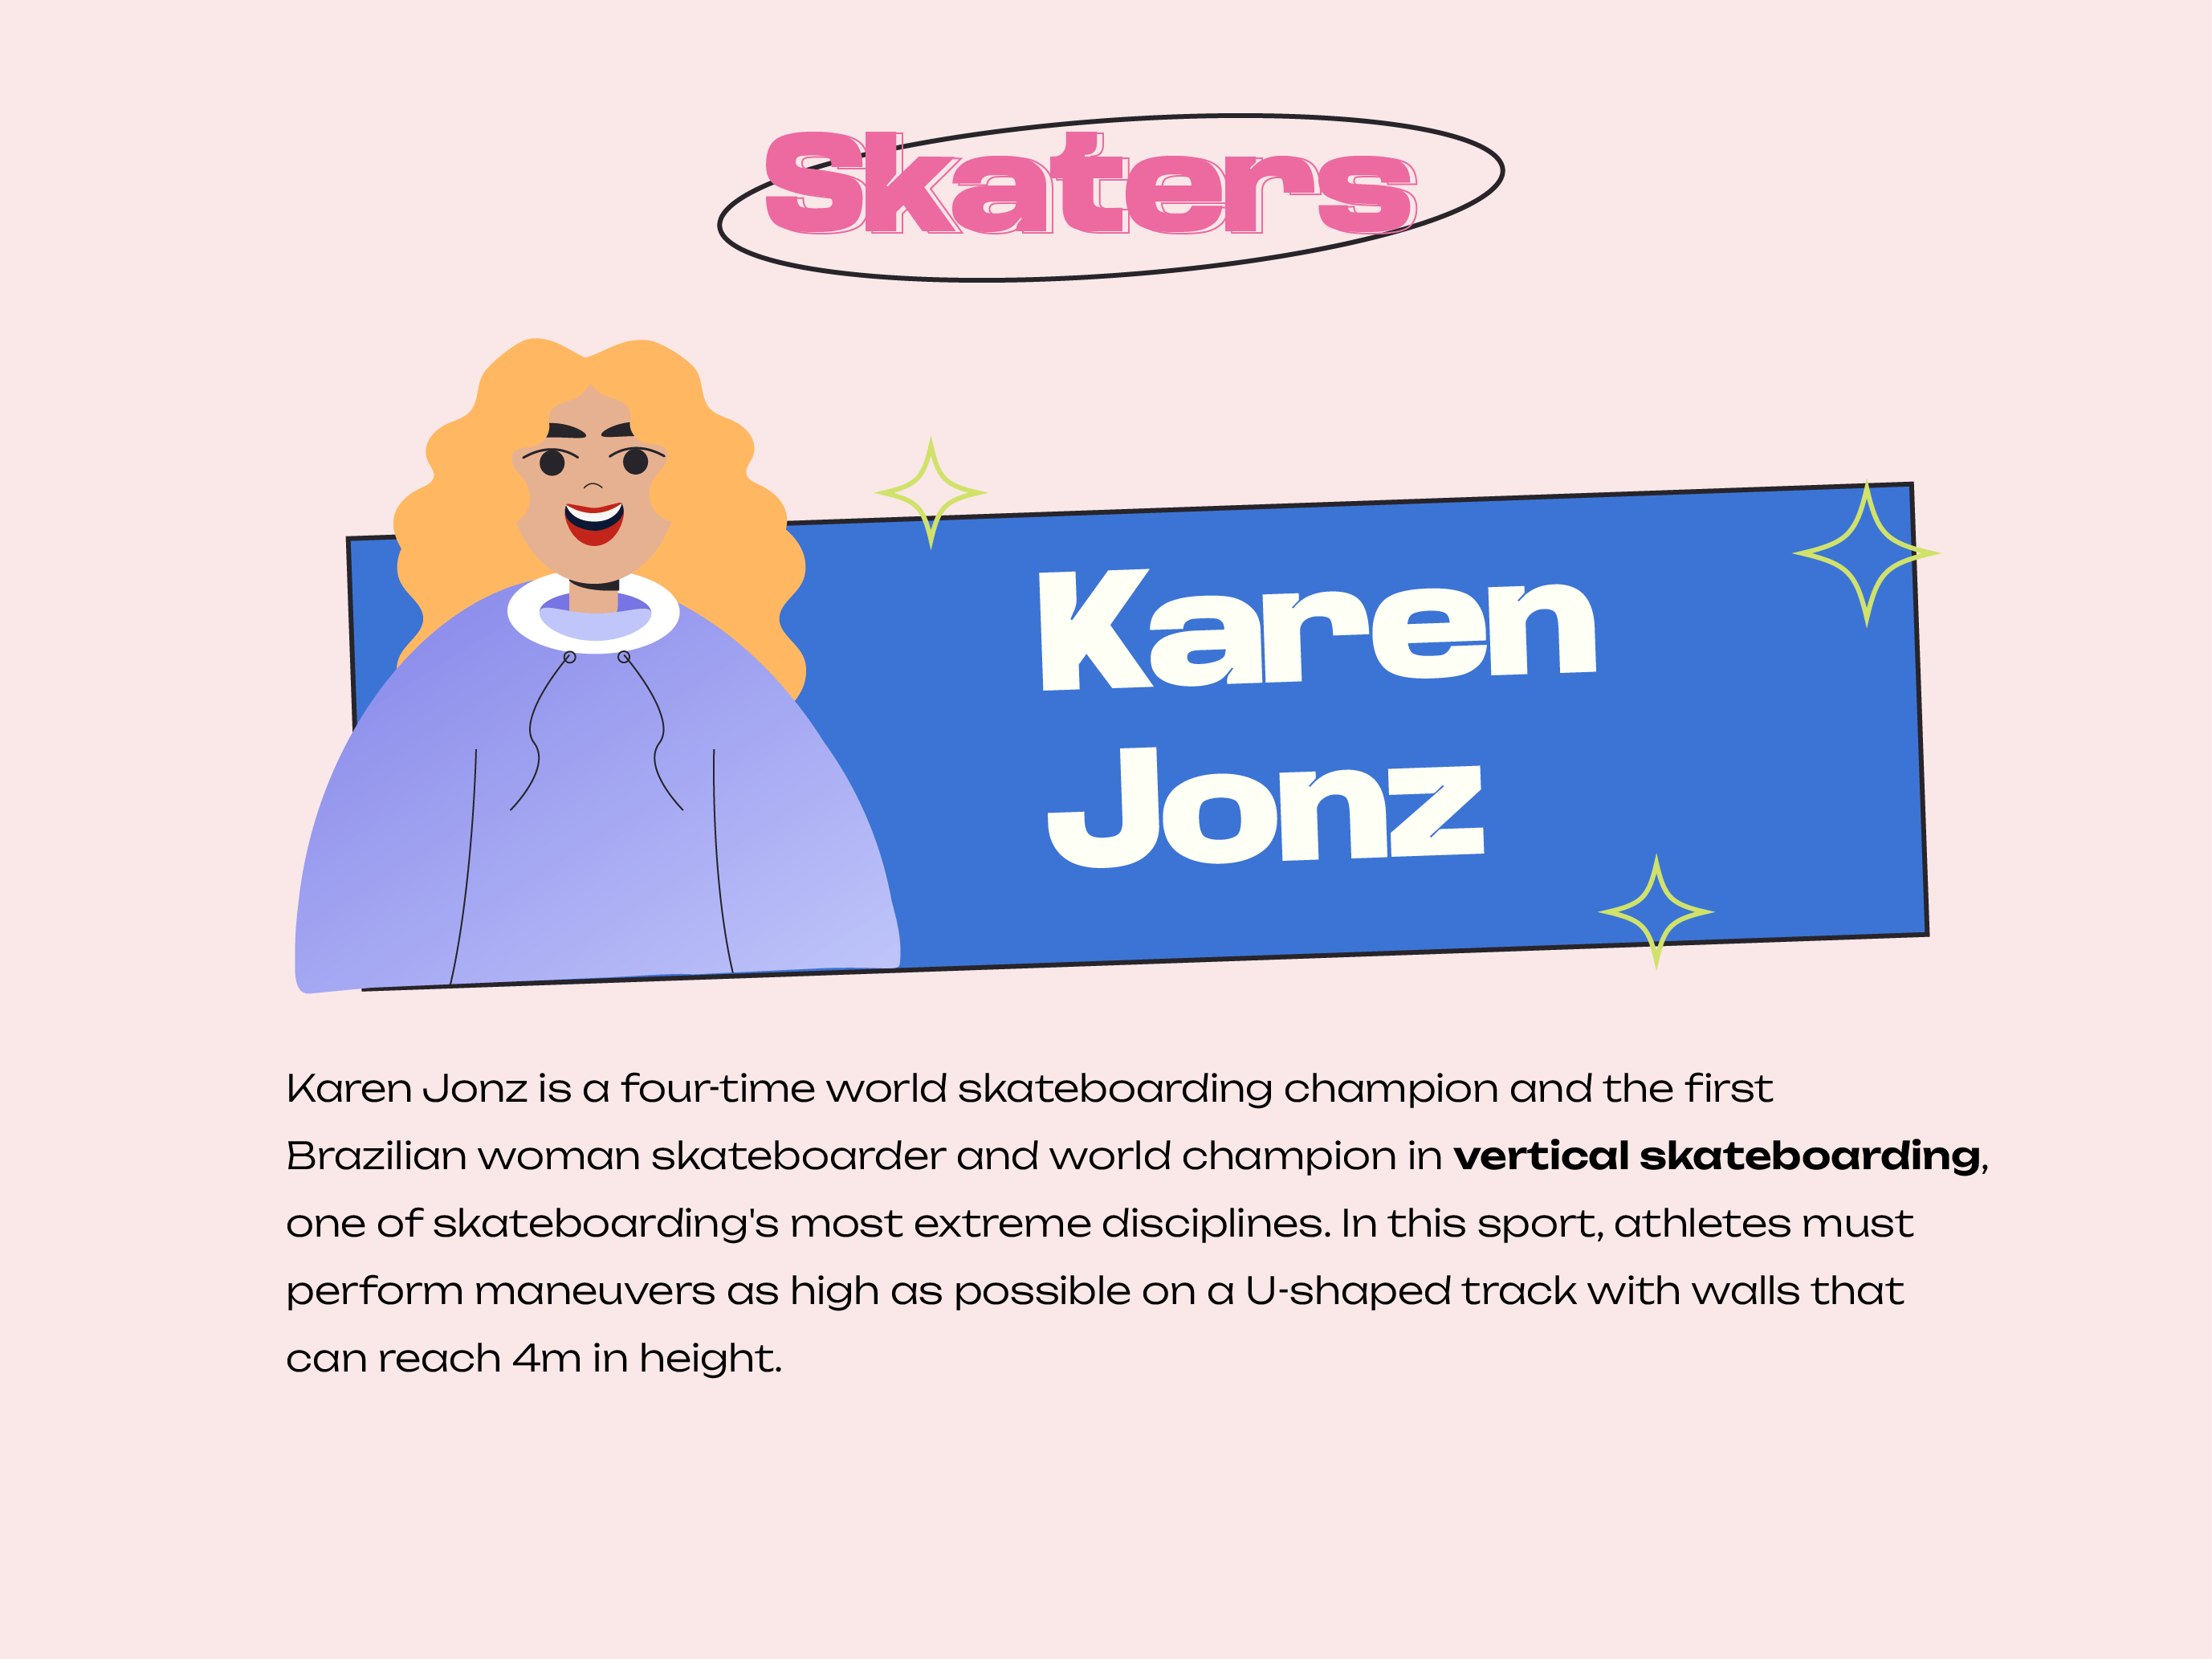 Skaters
Karen
Jonz
Karen Jonz is a four-time world skateboarding champion and the first
Brazilian woman skateboarder and world champion in vertical skateboarding,
one of skateboarding's most extreme disciplines. In this sport, athletes must
perform maneuvers as high as possible on a U-shaped track with walls that
can reach 4m in height.